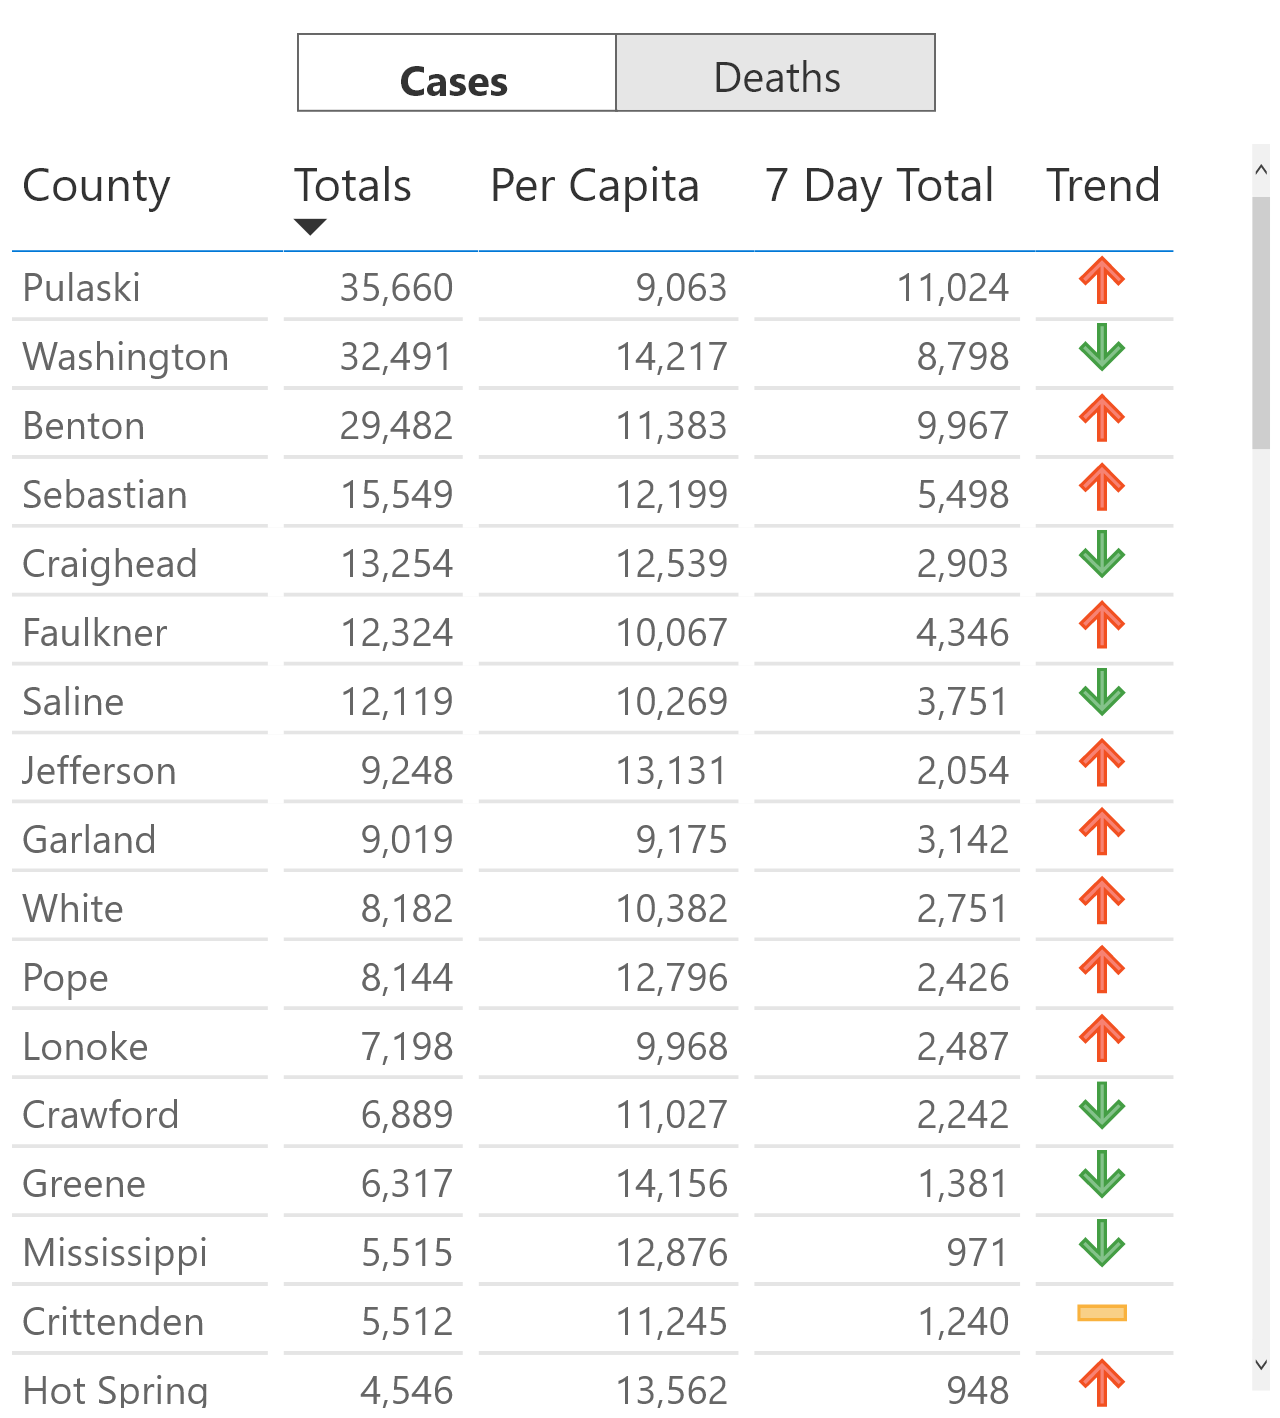 Cases Deaths
County Totals Per Capita 7 Day Total Trend
Pulaski 35,660 9,063 11,024
Washington 32,491 14,217 8,798
Benton 29,482 11,383 9,967
Sebastian 15,549 12,199 5,498
Craighead 13,254 12,539 2,903
Faulkner 12,324 10,067 4,346
Saline 12,119 10,269 3,751
Jefferson 9,248 13,131 2,054
Garland 9,019 9,175 3,142
White 8,182 10,382 2,751
Pope 8,144 12,796 2,426
Lonoke 7,198 9,968 2,487
Crawford 6,889 11,027 2,242
Greene 6,317 14,156 1,381
Mississippi 5,515 12,876 971
Crittenden 5,512 11,245 1,240
Hot Spring 4,546 13,562 948